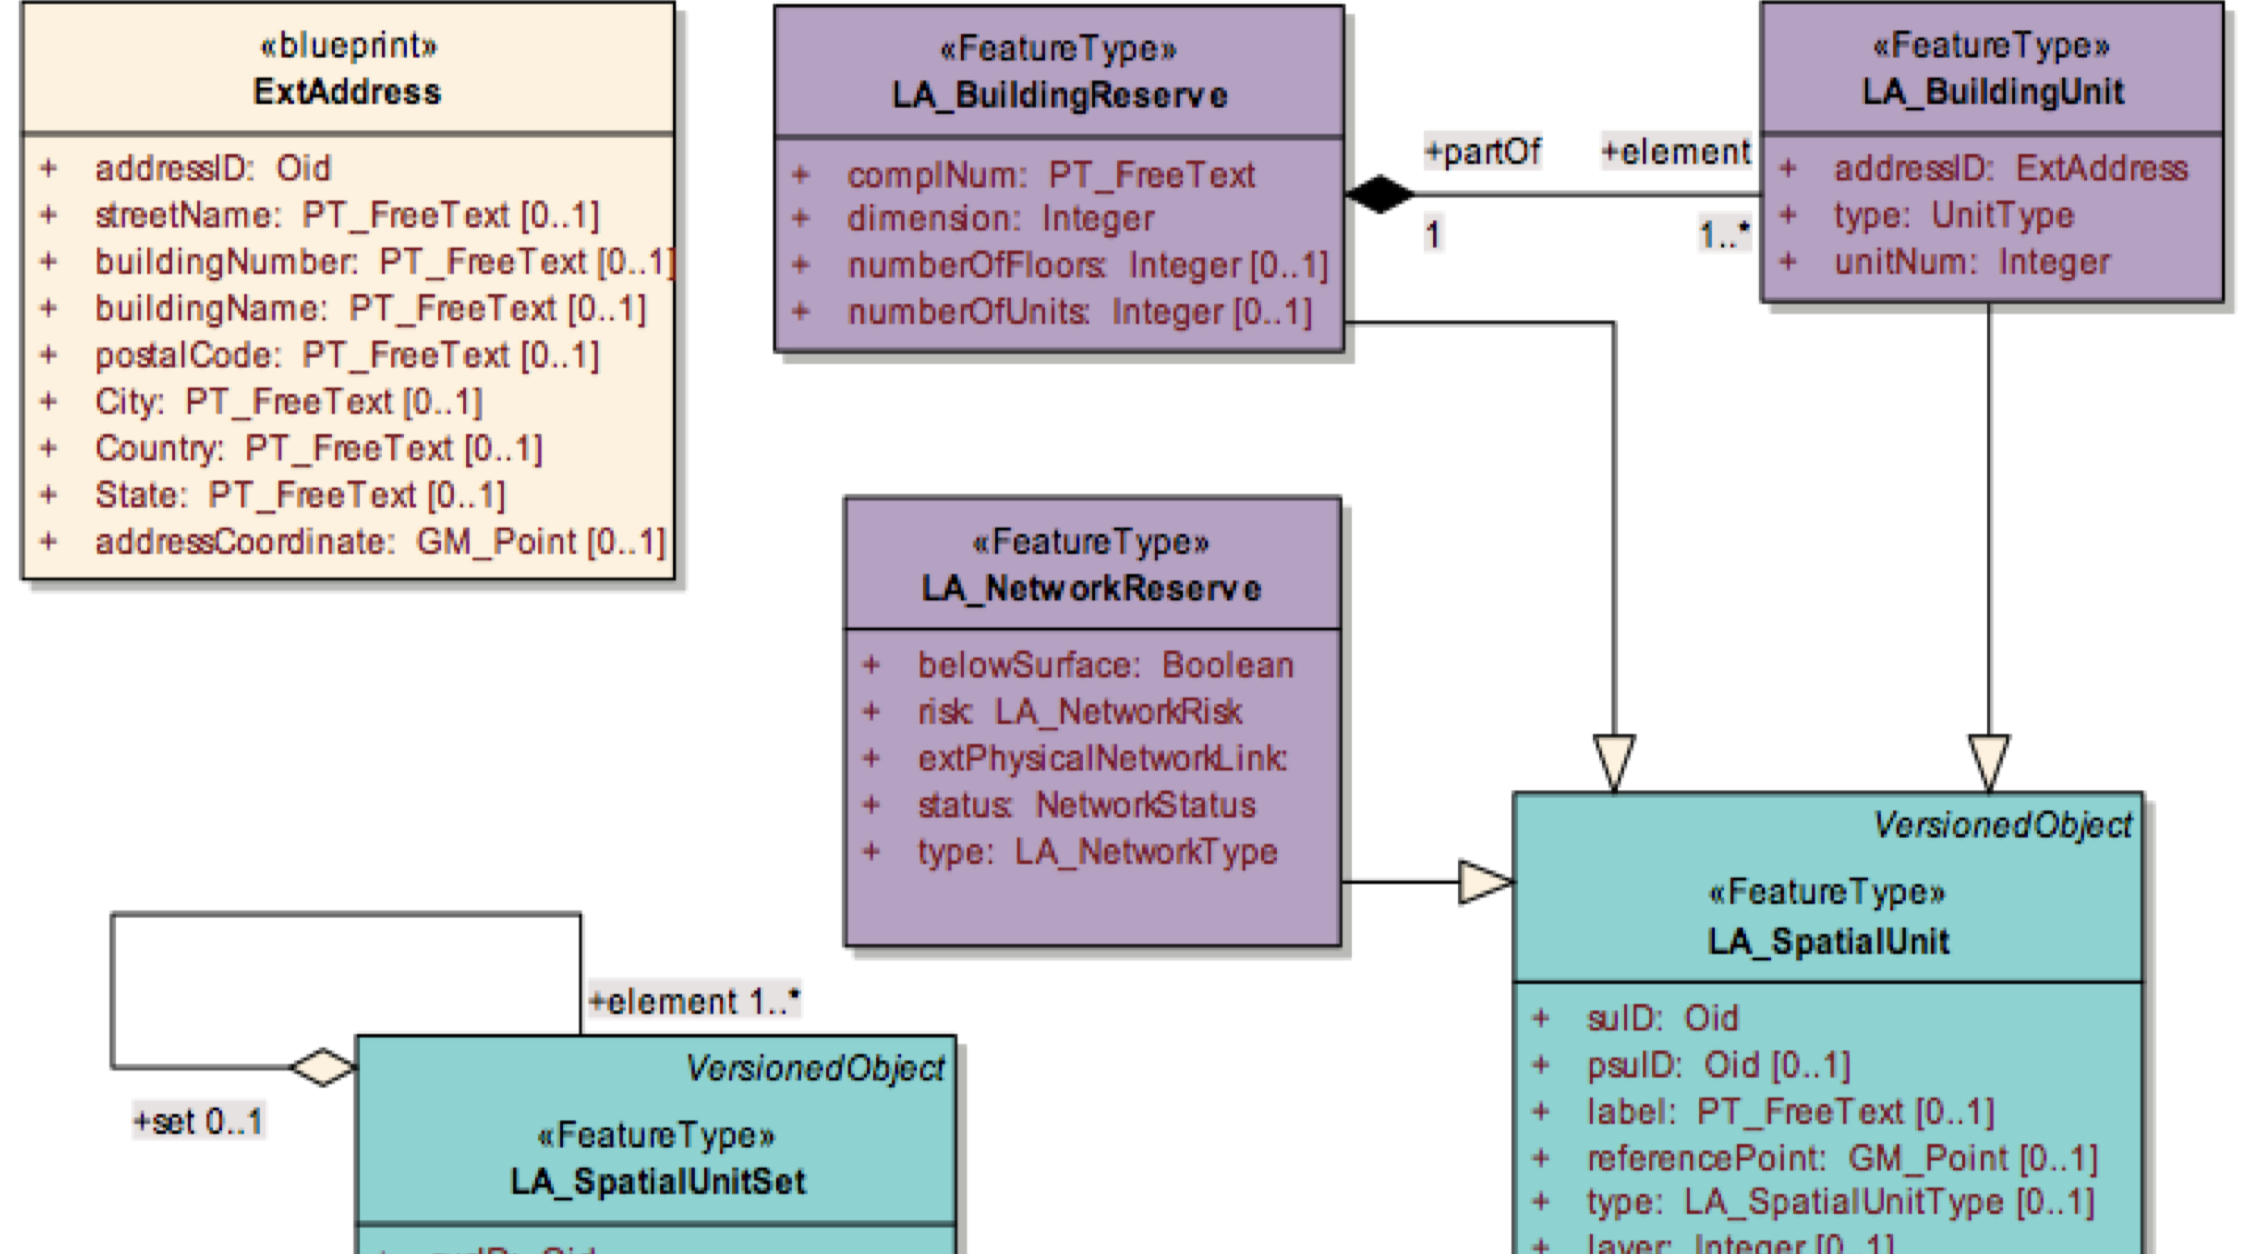 «blueprint»
ExtAddress
+ addressID: Oid
+ streetName: PT_FreeText [0..1]
+ buildingNumber: PT_FreeText [0..1]
+ buildingName: PT_FreeText [0..1]
+ postalCode: PT_FreeText [0..1]
+ City: PT_FreeText [0..1]
+ Country: PT_FreeText [0..1]
+ State: PT_FreeText [0..1]
+ addressCoordinate: GM_Point [0..1]
«FeatureType»
LA_BuildingReserve
+ complNum: PT_FreeText
+ dimension: Integer
+ numberOfFloors: Integer [0..1]
+ numberOfUnits: Integer [0..1]
+partOf
+element
1
1..*
«FeatureType»
LA_BuildingUnit
+ addressID: ExtAddress
+ type: UnitType
+ unitNum: Integer
«FeatureType»
LA_NetworkReserve
+ belowSurface: Boolean
+ risk: LA_NetworkRisk
+ extPhysicalNetworkLink:
+ status: NetworkStatus
+ type: LA_NetworkType
+element 1..*
+set 0..1
VersionedObject
«FeatureType»
LA_SpatialUnitSet
VersionedObject
«FeatureType»
LA_SpatialUnit
+ suID: Oid
+ psuID: Oid [0..1]
+ label: PT_FreeText [0..1]
+ referencePoint: GM_Point [0..1]
+ type: LA_SpatialUnitType [0..1]
+ layer: Integer [0..1]